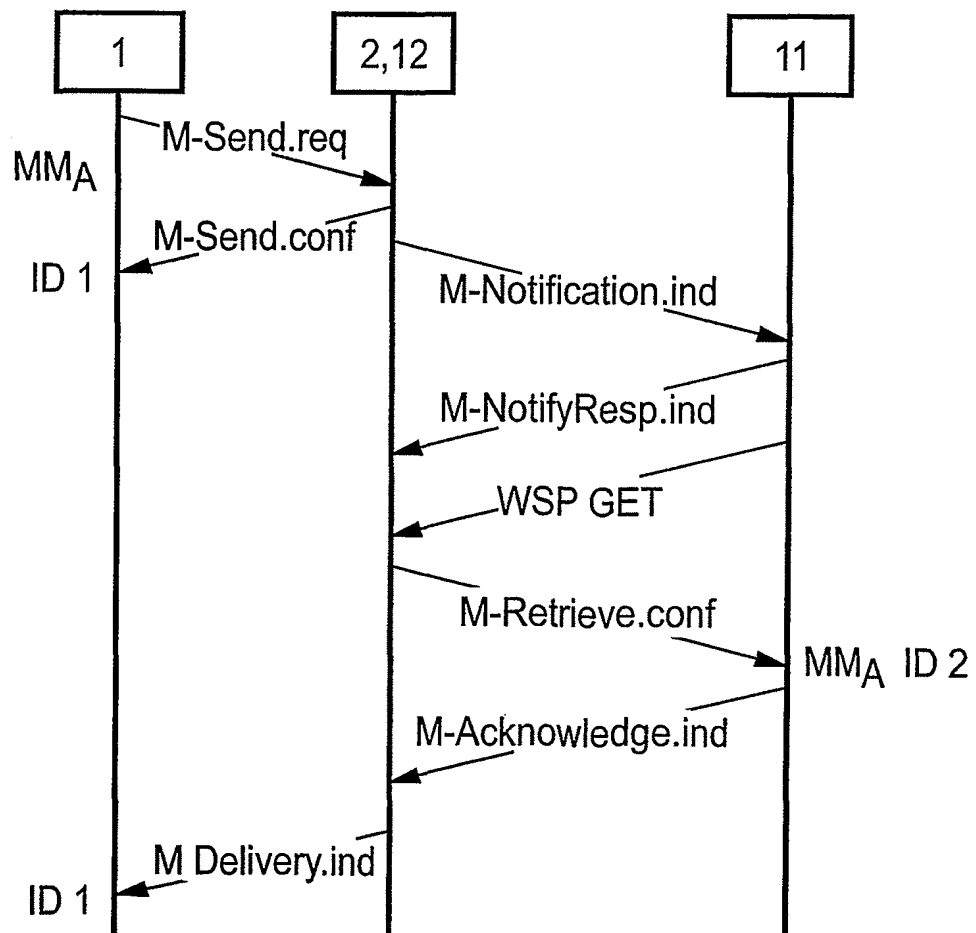 1
2,12
11
M-Send.req
MMA
M-Send.conf
ID 1
M-Notification.ind
M-NotifyResp.ind
WSP GET
M-Retrieve.conf
MMA ID 2
M-Acknowledge.ind
M Delivery.ind
ID 1